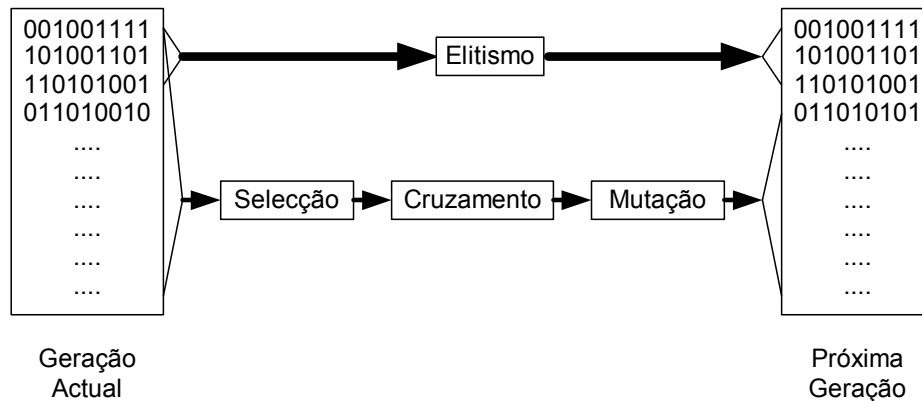 001001111
101001101
110101001
011010010
....
....
....
....
....
....
Geração
Actual
Elitismo
Selecção
Cruzamento
Mutação
001001111
101001101
110101001
011010101
....
....
....
....
....
....
Próxima
Geração